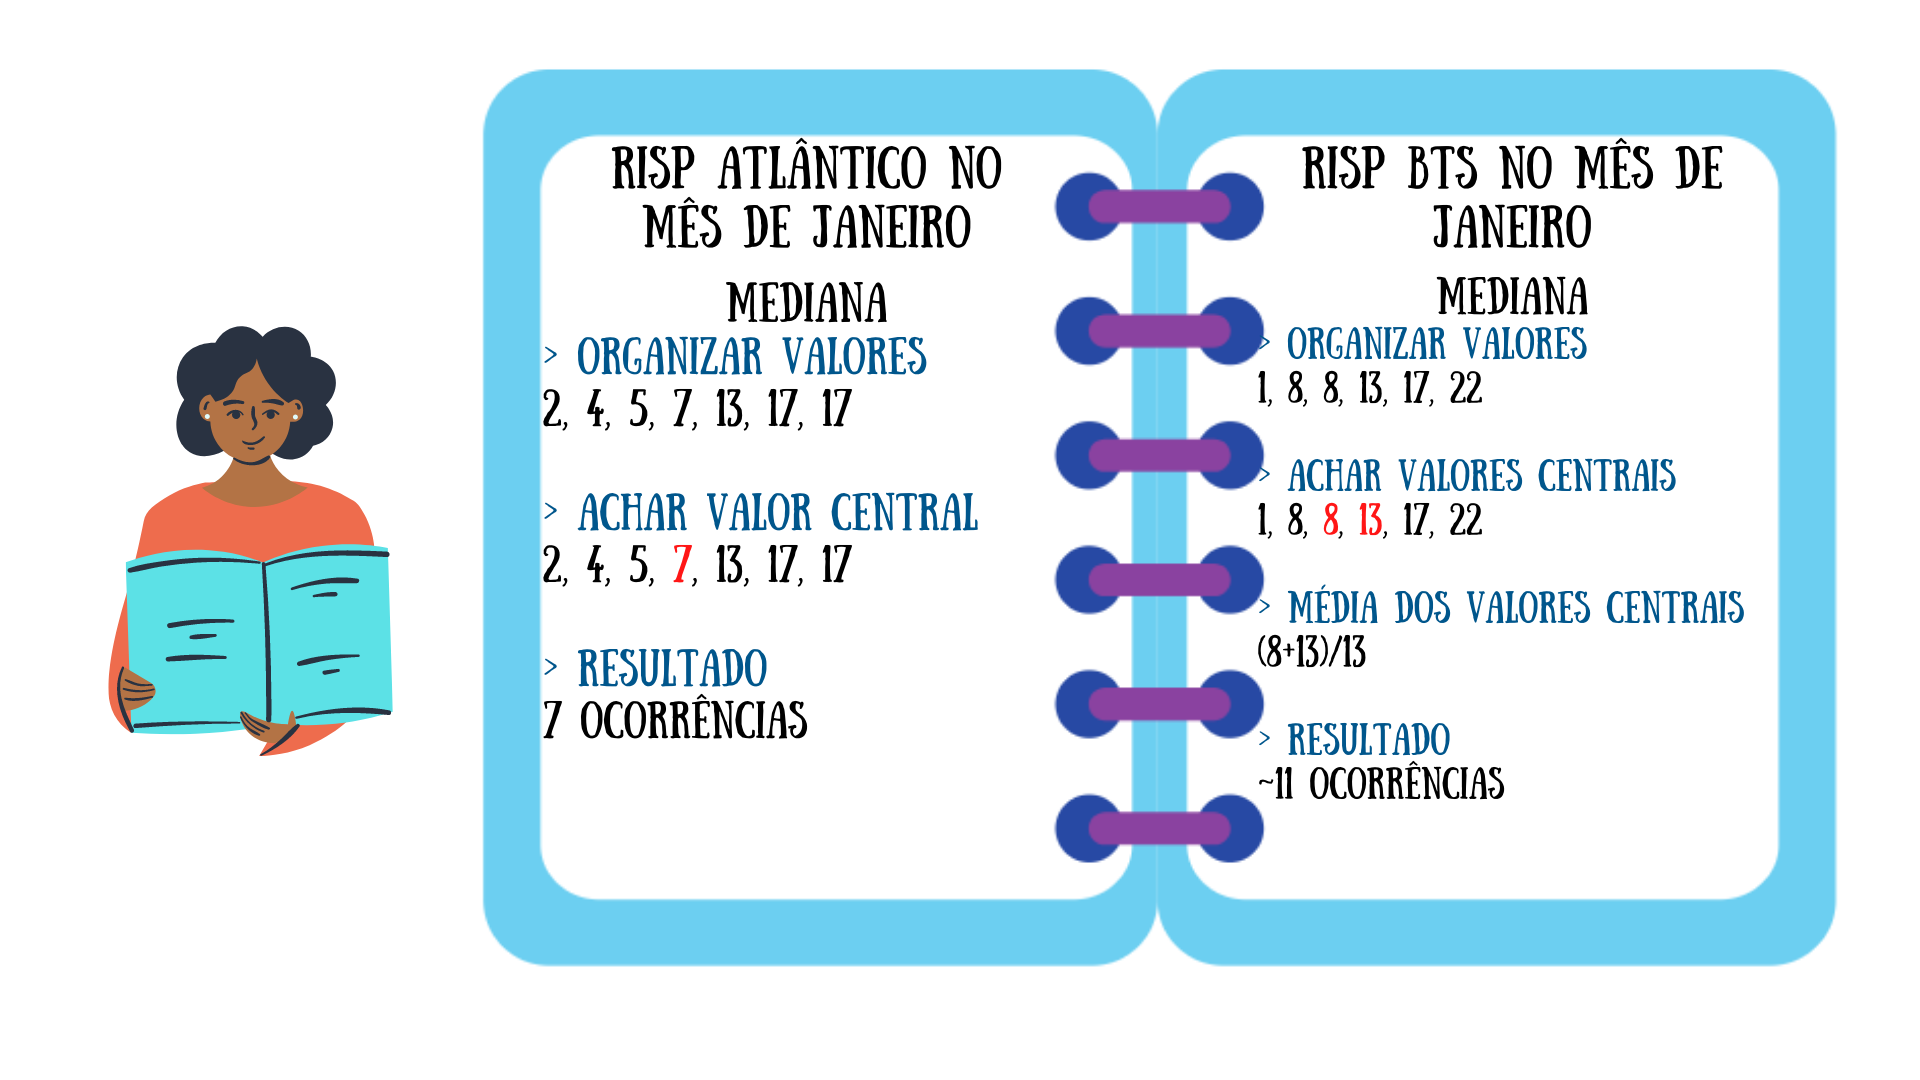 RISP ATLÂNTICO NO
MÊS DE JANEIRO
MEDIANA
> ORGANIZAR VALORES
2, 4, 5, 7, 13, 17, 17
> ACHAR VALOR CENTRAL
2, 4, 5, 7, 13, 17, 17
> RESULTADO
7 OCORRÊNCIAS
RISP BTS NO MÊS DE
JANEIRO
MEDIANA
> ORGANIZAR VALORES
1, 8, 8, 13, 17, 22
> ACHAR VALORES CENTRAIS
1, 8, 8, 13, 17, 22
> MÉDIA DOS VALORES CENTRAIS
(8+13)/13
> RESULTADO
~11 OCORRÊNCIAS